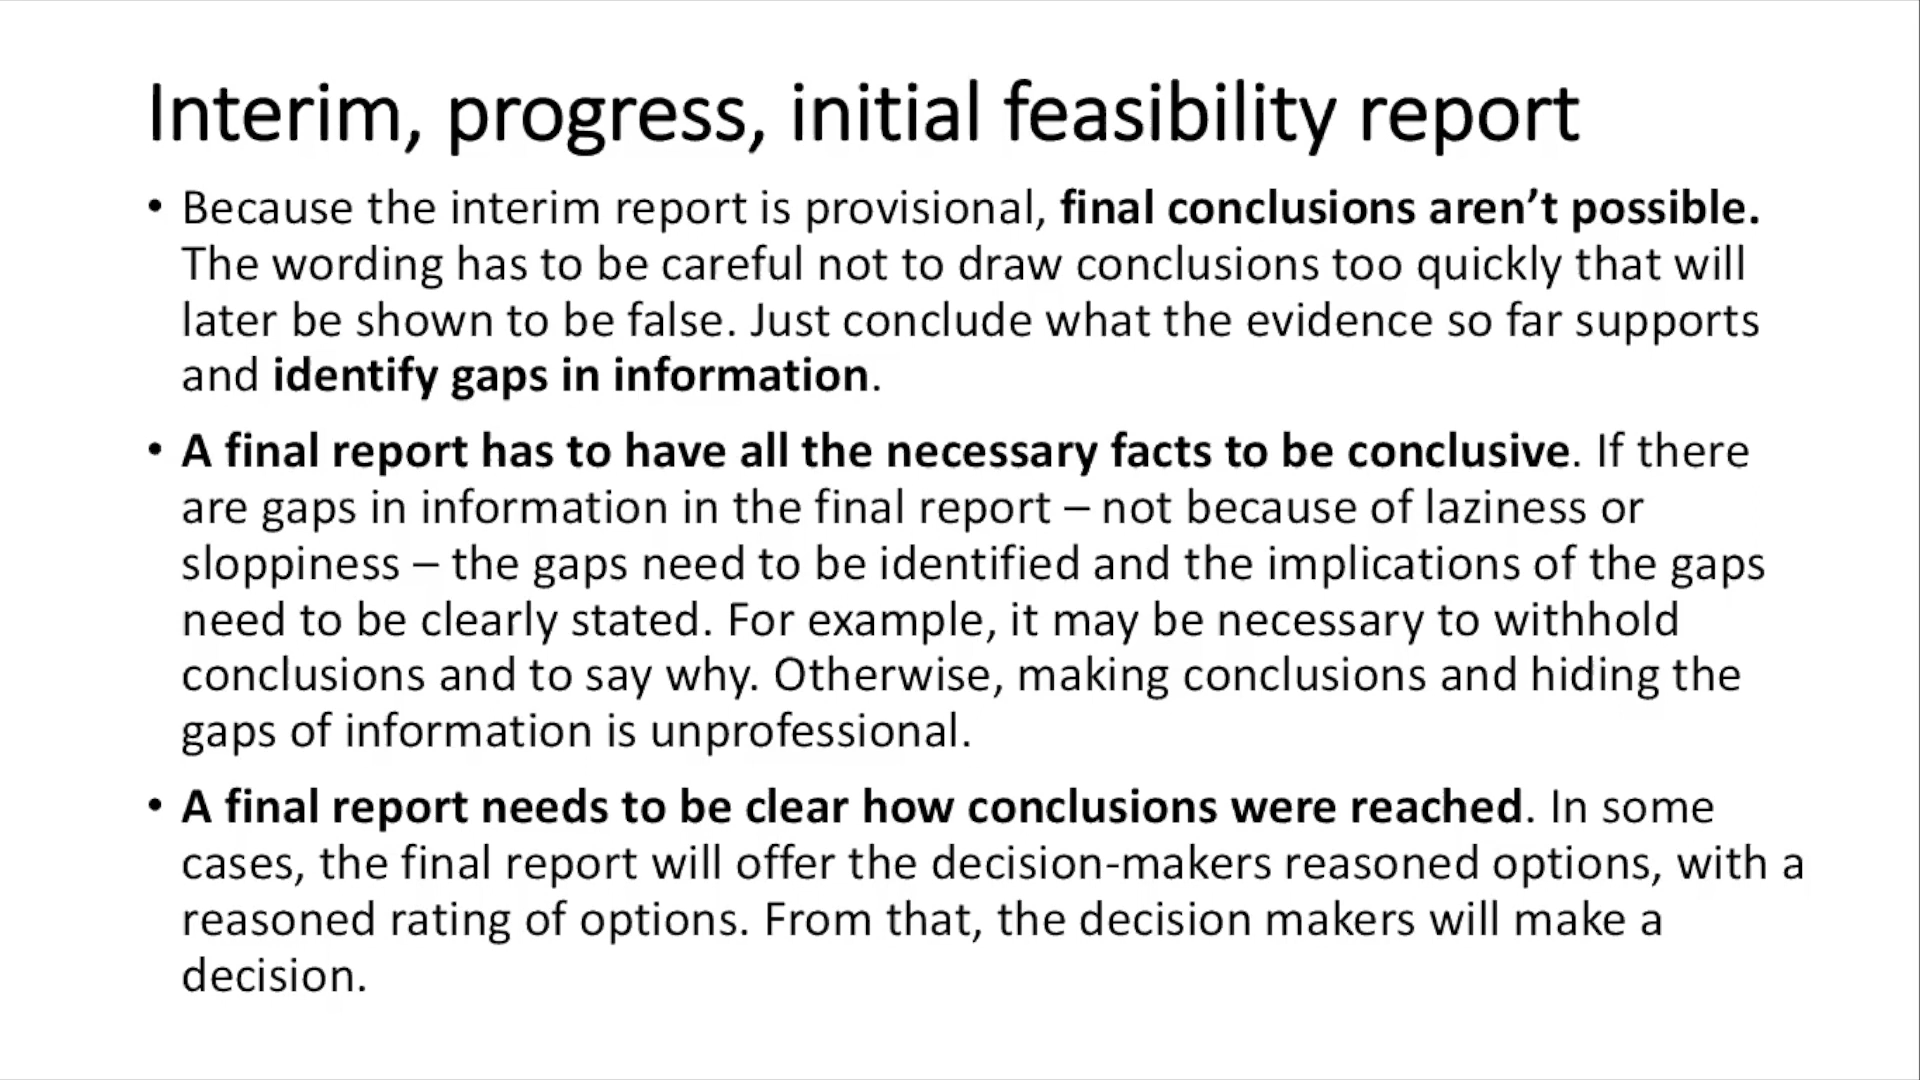 Interim, progress, initial feasibility report
• Because the interim report is provisional, final conclusions aren’t possible.
The wording has to be careful not to draw conclusions too quickly that will
later be shown to be false. Just conclude what the evidence so far supports
and identify gaps in information.
• A final report has to have all the necessary facts to be conclusive. If there
are gaps in information in the final report – not because of laziness or
sloppiness – the gaps need to be identified and the implications of the gaps
need to be clearly stated. For example, it may be necessary to withhold
conclusions and to say why. Otherwise, making conclusions and hiding the
gaps of information is unprofessional.
• A final report needs to be clear how conclusions were reached. In some
cases, the final report will offer the decision-makers reasoned options, with a
reasoned rating of options. From that, the decision makers will make a
decision.